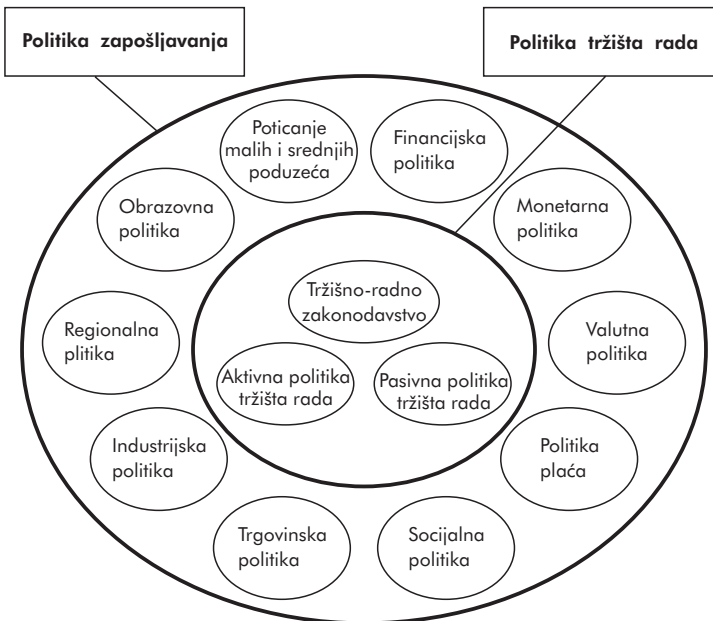 Politika zapošljavanja
Politika tržišta rada
Poticanje
malih i srednjih
poduzeća
Financijska
politika
Obrazovna
politika
Monetarna
politika
Tržišno-radno
zakonodavstvo
Regionalna
plitika
Valutna
politika
Aktivna politika
tržišta rada
Pasivna politika
tržišta rada
Industrijska
politika
Politika
plaća
Trgovinska
politika
Socijalna
politika